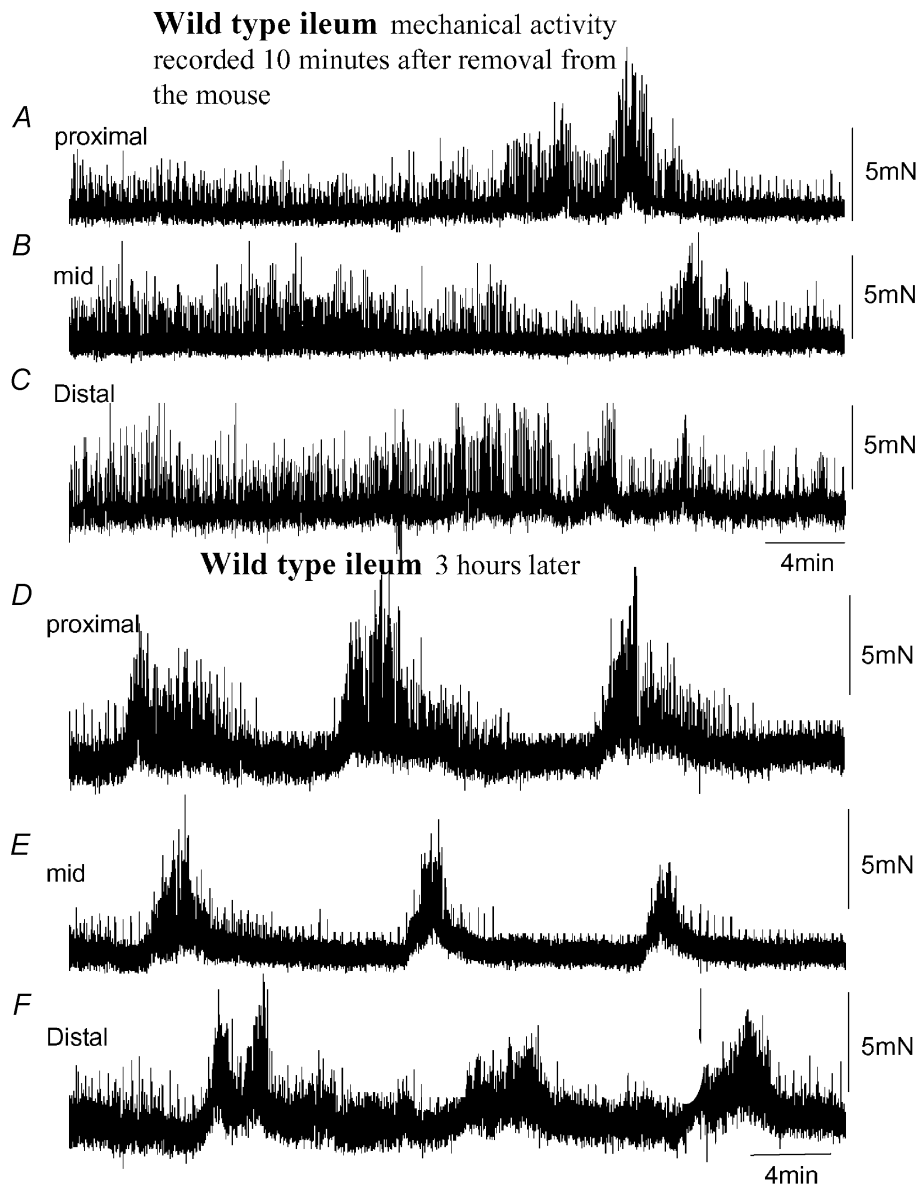 Wild type ileum mechanical activity
recorded 10 minutes after removal from
the mouse
A
proximal
5mN
B
mid
5mN
C
Distal
5mN
4min
Wild type ileum 3 hours later
D
proximal
5mN
E
mid
5mN
F
Distal
5mN
4min